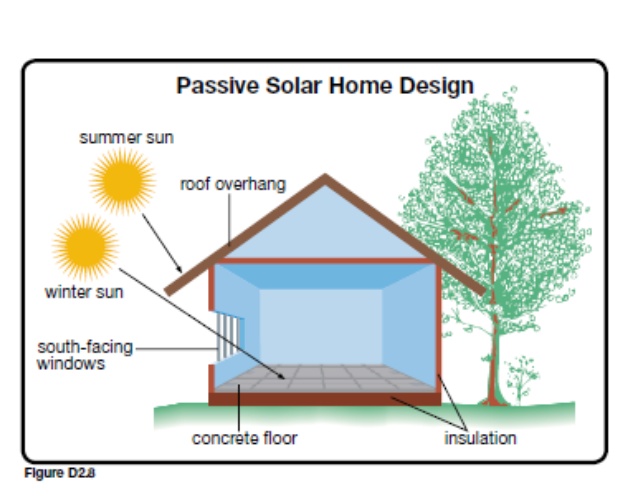 Passive Solar Home Design
summer sun
roof overhang
winter sun
south-facing
windows
concrete floor
insulation
Figure D2.8